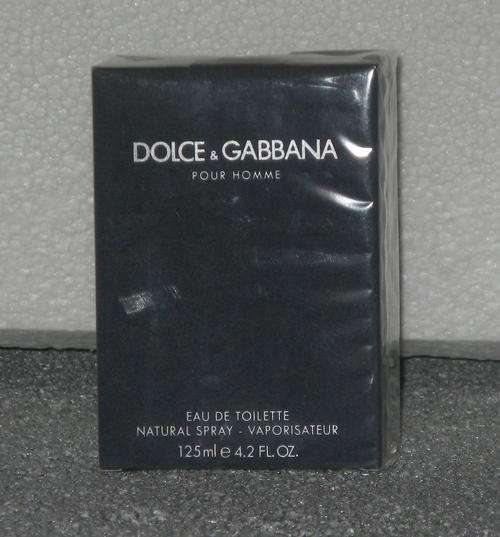 DOLCE & GABBANA
POUR HOMME
EAU DE TOILETTE
NATURAL SPRAY - VAPORISATEUR
125ml ℮ 4.2 FL.OZ.